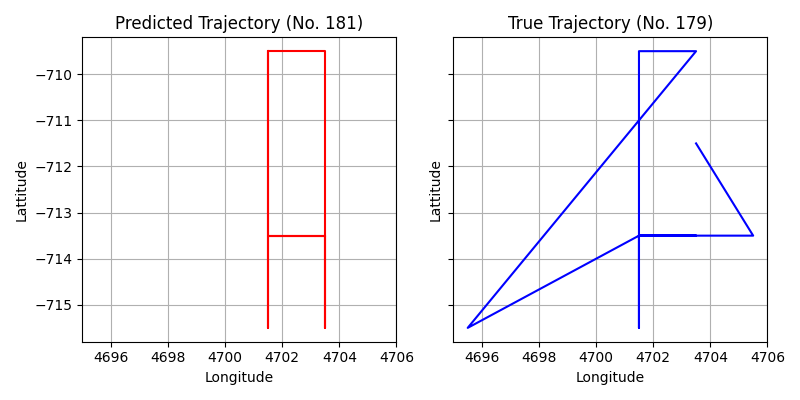 Predicted Trajectory (No. 181)
True Trajectory (No. 179)
Lattitude
−710
−711
−712
−713
−714
−715
4696 4698 4700 4702 4704 4706
Longitude
Lattitude
4696 4698 4700 4702 4704 4706
Longitude